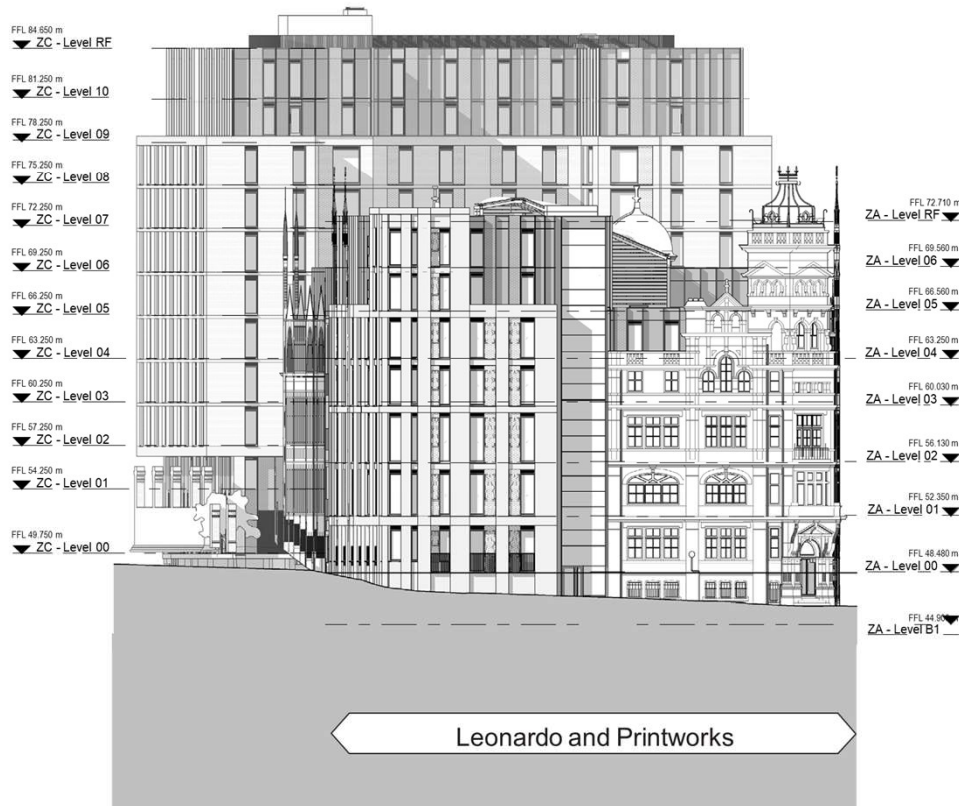 FFL 84.650 m
ZC - Level RF
FFL 81.250 m
ZC - Level 10
FFL 78.250 m
ZC - Level 09
FFL 75.250 m
ZC - Level 08
FFL 72.250 m
ZC - Level 07
FFL 69.250 m
ZC - Level 06
FFL 66.250 m
ZC - Level 05
FFL 63.250 m
ZC - Level 04
FFL 60.250 m
ZC - Level 03
FFL 57.250 m
ZC - Level 02
FFL 54.250 m
ZC - Level 01
FFL 49.750 m
ZC - Level 00
FFL 72.710 m
ZA - Level RF
FFL 69.560 m
ZA - Level 06
FFL 66.560 m
ZA - Level 05
FFL 63.250 m
ZA - Level 04
FFL 60.030 m
ZA - Level 03
FFL 56.130 m
ZA - Level 02
FFL 52.350 m
ZA - Level 01
FFL 48.480 m
ZA - Level 00
FFL
ZA - Level B1
Leonardo and Printworks